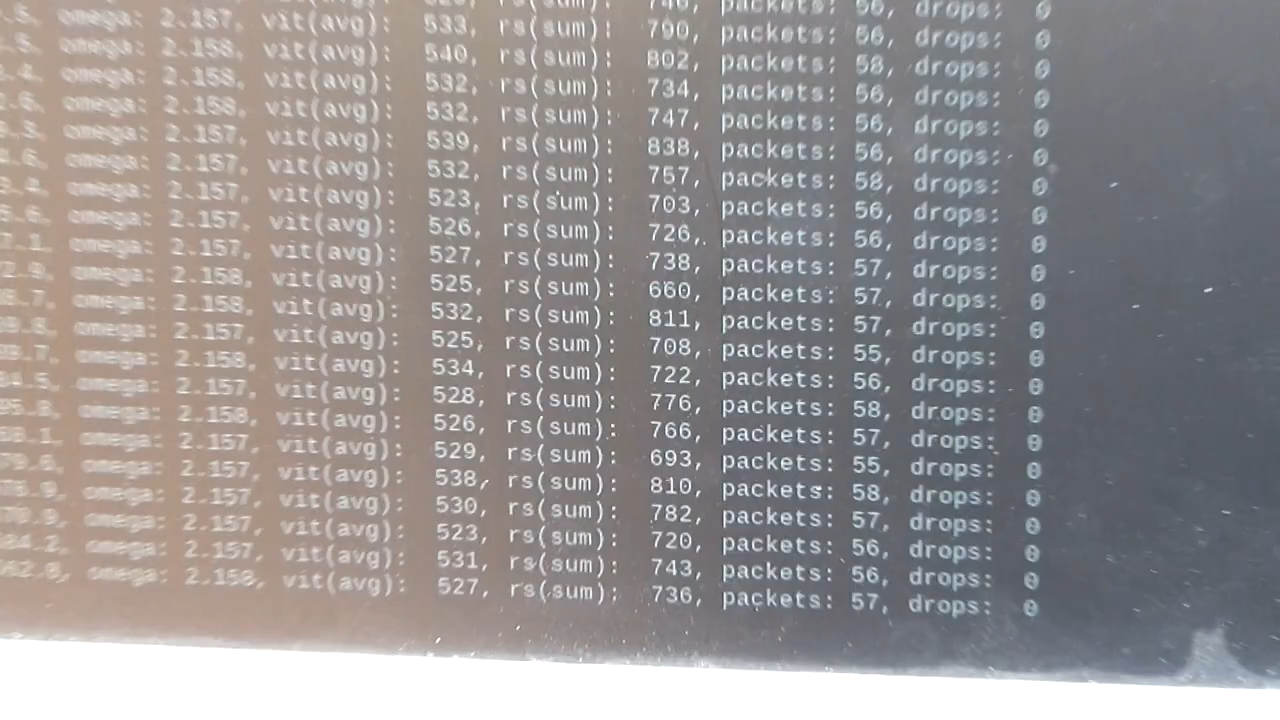 packets: 56, drops: 0
omega: 2.157, vit(avg): 533, rs(sum): 790, packets: 56, drops: 0
omega: 2.158, vit(avg): 540, rs(sum): 802, packets: 58, drops: 0
omega: 2.158, vit(avg): 532, rs(sum): 734, packets: 56, drops: 0
omega: 2.158, vit(avg): 532, rs(sum): 747, packets: 56, drops: 0
omega: 2.157, vit(avg): 539, rs(sum): 838, packets: 56, drops: 0
omega: 2.157, vit(avg): 532, rs(sum): 757, packets: 58, drops: 0
omega: 2.157, vit(avg): 523, rs(sum): 703, packets: 56, drops: 0
omega: 2.157, vit(avg): 526, rs(sum): 726, packets: 56, drops: 0
omega: 2.157, vit(avg): 527, rs(sum): 738, packets: 57, drops: 0
omega: 2.158, vit(avg): 525, rs(sum): 660, packets: 57, drops: 0
omega: 2.158, vit(avg): 532, rs(sum): 811, packets: 57, drops: 0
omega: 2.157, vit(avg): 525, rs(sum): 708, packets: 55, drops: 0
omega: 2.158, vit(avg): 534, rs(sum): 722, packets: 56, drops: 0
omega: 2.157, vit(avg): 528, rs(sum): 776, packets: 58, drops: 0
omega: 2.158, vit(avg): 526, rs(sum): 766, packets: 57, drops: 0
omega: 2.157, vit(avg): 529, rs(sum): 693, packets: 55, drops: 0
omega: 2.157, vit(avg): 538, rs(sum): 810, packets: 58, drops: 0
omega: 2.157, vit(avg): 530, rs(sum): 782, packets: 57, drops: 0
omega: 2.157, vit(avg): 523, rs(sum): 720, packets: 56, drops: 0
omega: 2.157, vit(avg): 531, rs(sum): 743, packets: 56, drops: 0
omega: 2.158, vit(avg): 527, rs(sum): 736, packets: 57, drops: 0